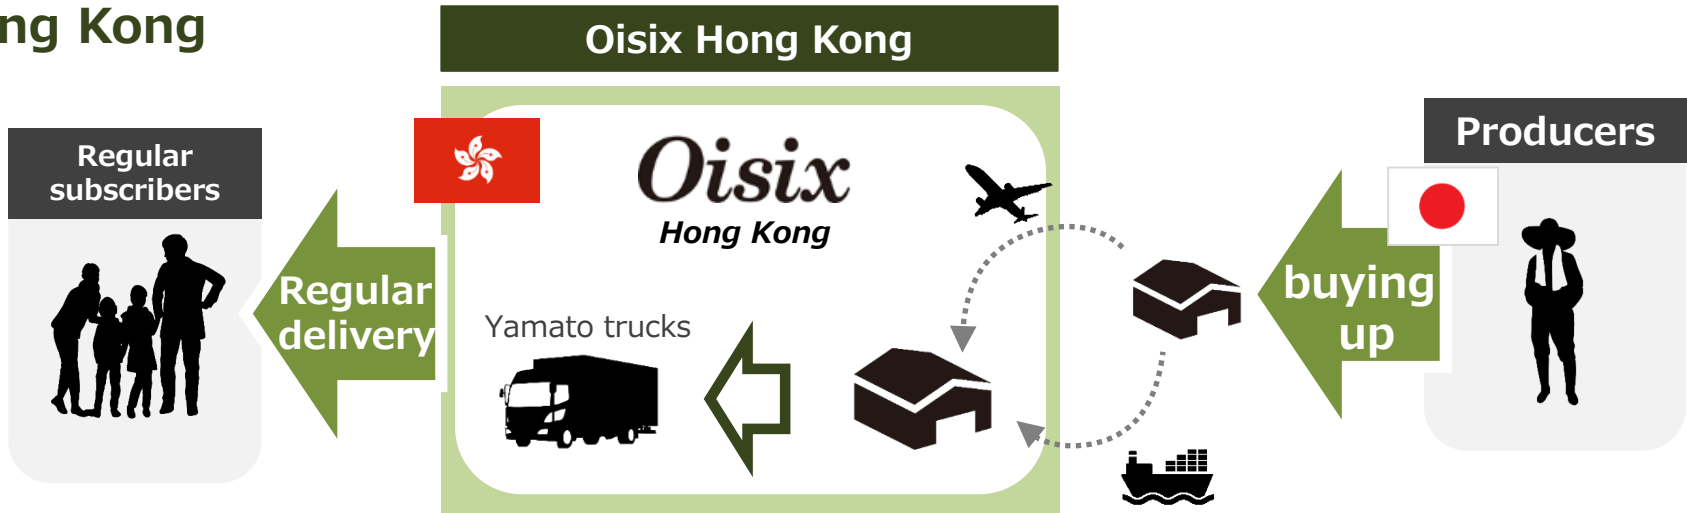 ng Kong
Oisix Hong Kong
Regular
subscribers
Oisix
Hong Kong
Producers
Regular
delivery
Yamato trucks
buying
up